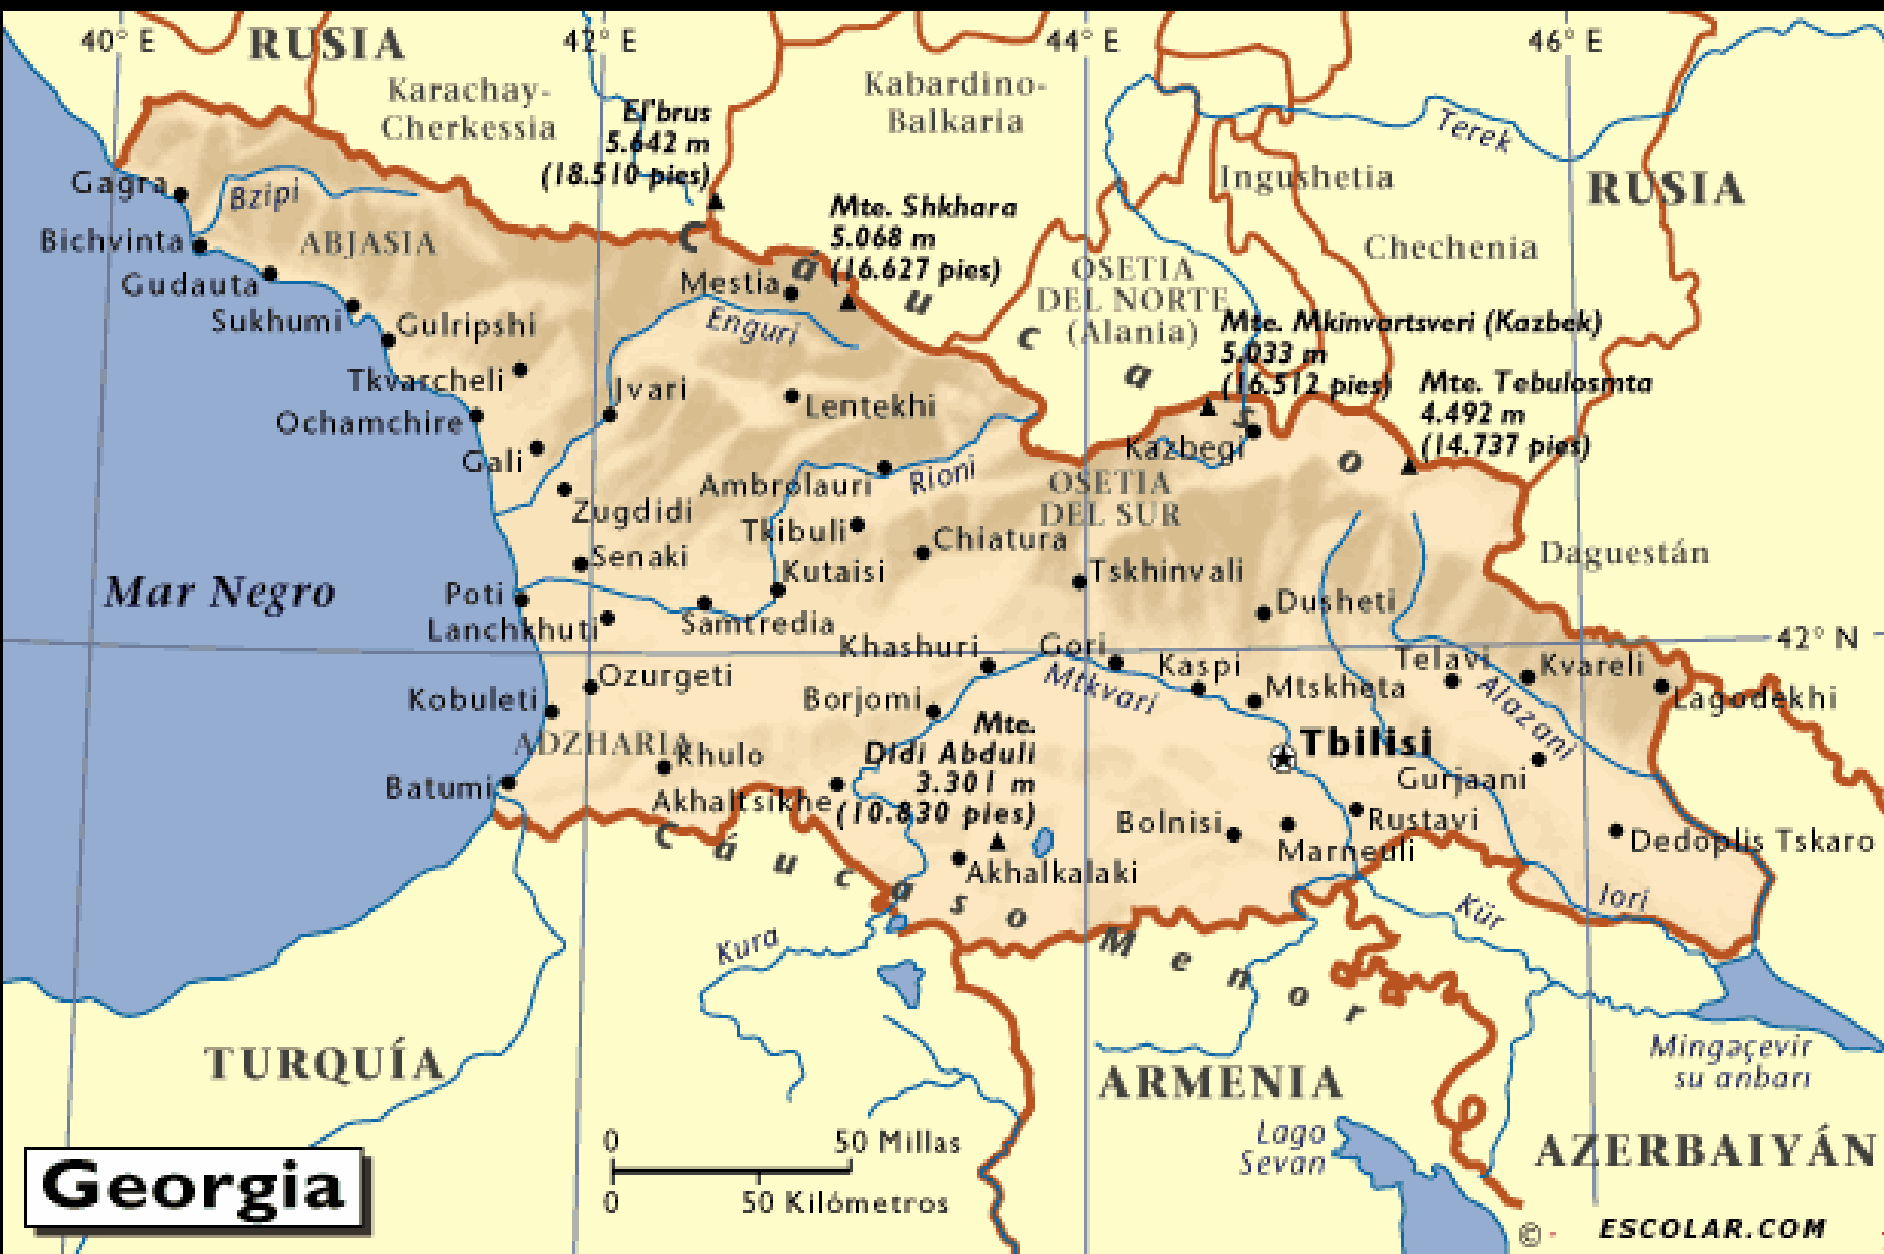 40° E
RUSIA
42° E
44° E
46° E
Karachay-
Cherkessia
El'brus
5.642 m
(18.510 pies)
Kabardino-
Balkaria
Terek
Ingushetia
RUSIA
Gagra
Bzipi
Mte. Shkhara
5.068 m
(16.627 pies)
Bichvinta
ABJASIA
Chechenia
Gudauta
Mestia
OSETIA
DEL NORTE
(Alania)
Sukhumi
Gulripshi
Enguri
Mte. Mkinvartsveri (Kazbek)
5.033 m
(16.512 pies)
Cáucaso
Tkvarcheli
Jvari
Lentekhi
Mte. Tebulosmta
4.492 m
(14.737 pies)
Ochamchire
Gali
Kazbegi
Ambrolauri
Rioni
OSETIA
DEL SUR
Zugdidi
Tkibuli
Chiatura
Senaki
Kutaisi
Tskhinvali
Daguestán
Mar Negro
Poti
Lanchkhuti
Samtredia
Dusheti
42° N
Khashuri
Gori
Kaspi
Telavi
Kvareli
Ozurgeti
Mtkvari
Mtskheta
Alazani
Lagodekhi
Kobuleti
Borjomi
Mte.
Didi Abduli
3.301 m
(10.830 pies)
ADZHARIA
Khulo
Tbilisi
Gurjaani
Batumi
Akhaltsikhe
Bolnisi
Rustavi
Marneuli
Dedoplis Tskaro
Akhalkalaki
Cáucaso Menor
Iori
Kür
Kura
TURQUÍA
ARMENIA
Mingəçevir
su anbarı
Lago
Sevan
AZERBAIYÁN
0 50 Millas
0 50 Kilómetros
Georgia
© ESCOLAR.COM